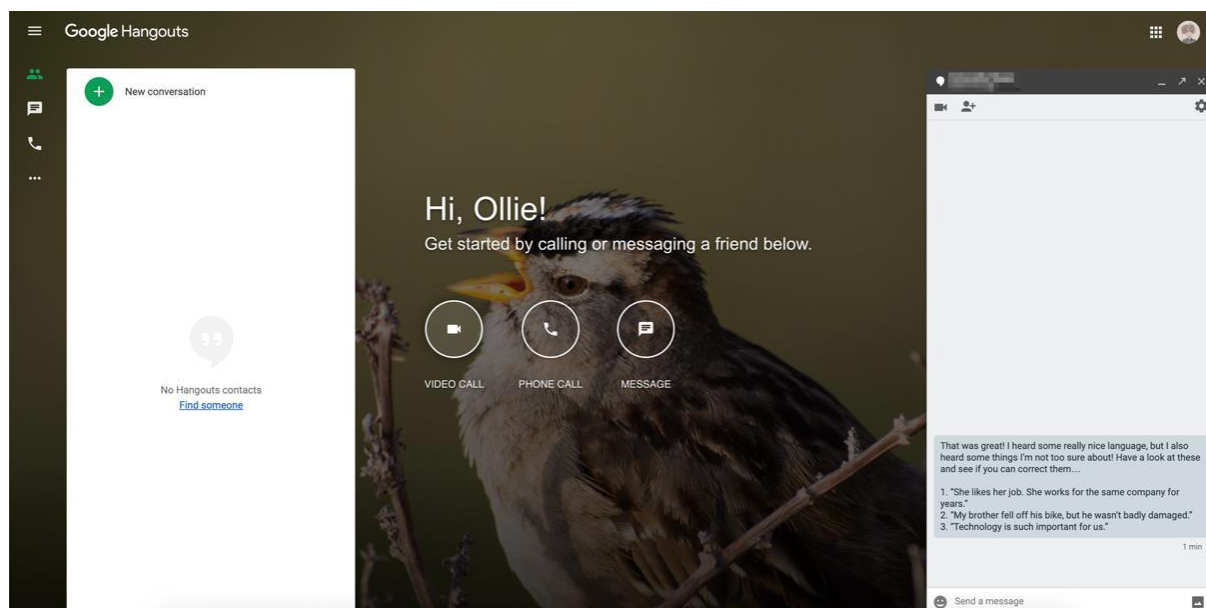 Google Hangouts
New conversation
No Hangouts contacts
Find someone
Hi, Ollie!
Get started by calling or messaging a friend below.
VIDEO CALL
PHONE CALL
MESSAGE
That was great! I heard some really nice language, but I also
heard some things I'm not too sure about! Have a look at these
and see if you can correct them…
1. “She likes her job. She works for the same company for
years.”
2. “My brother fell off his bike, but he wasn’t badly damaged.”
3. “Technology is such important for us.”
1 min
Send a message